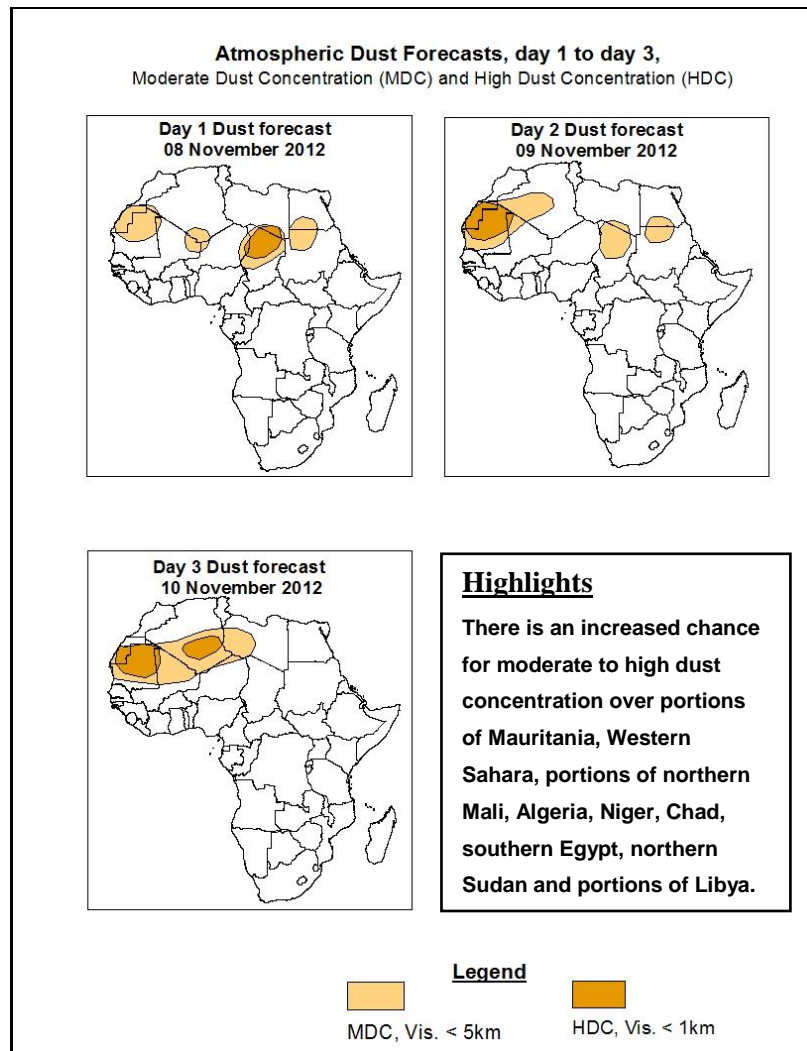 Atmospheric Dust Forecasts, day 1 to day 3,
Moderate Dust Concentration (MDC) and High Dust Concentration (HDC)
Day 1 Dust forecast
08 November 2012
Day 2 Dust forecast
09 November 2012
Day 3 Dust forecast
10 November 2012
Highlights
There is an increased chance
for moderate to high dust
concentration over portions
of Mauritania, Western
Sahara, portions of northern
Mali, Algeria, Niger, Chad,
southern Egypt, northern
Sudan and portions of Libya.
Legend
MDC, Vis. < 5km
HDC, Vis. < 1km